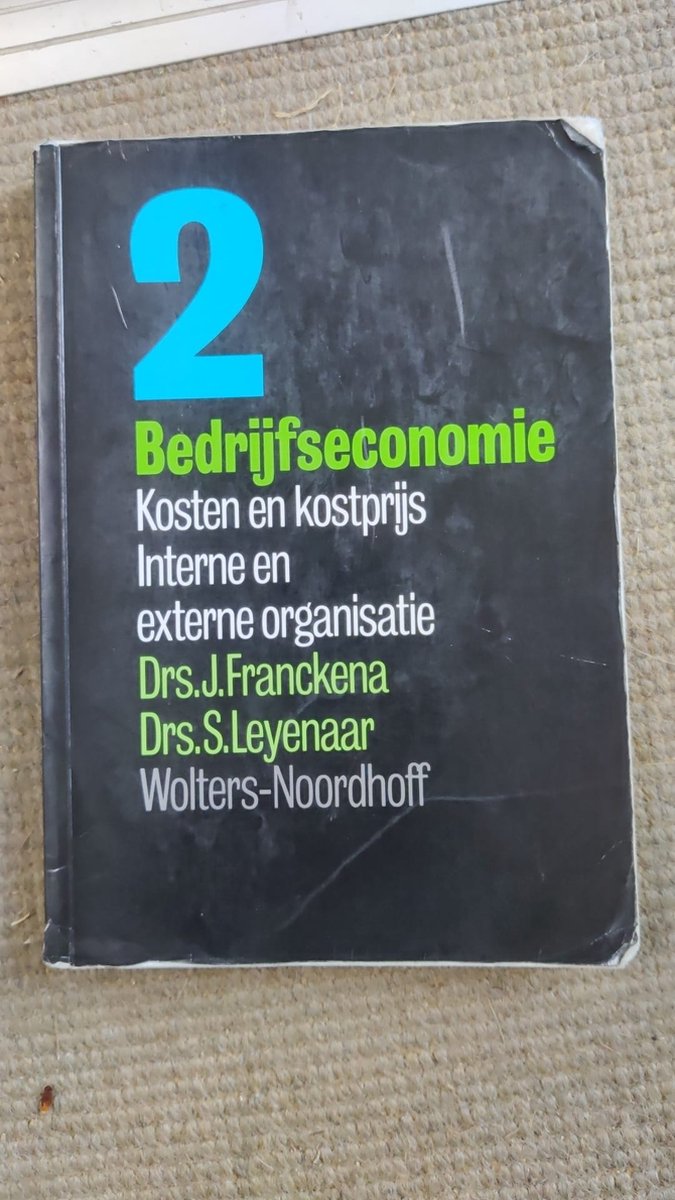 2
Bedrijfseconomie
Kosten en kostprijs
Interne en
externe organisatie
Drs.J.Franckena
Drs.S.Leyenaar
Wolters-Noordhoff